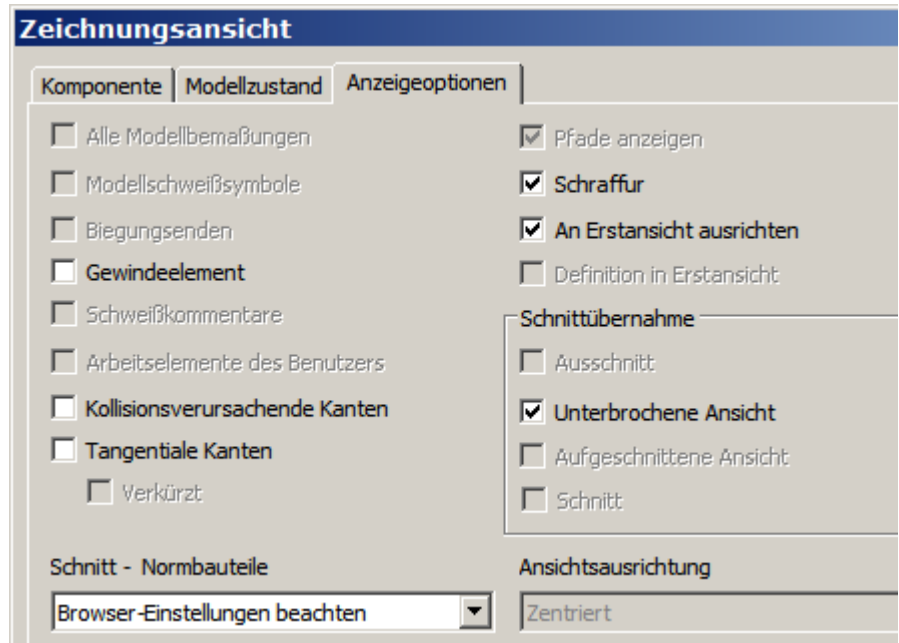 Zeichnungsansicht
Komponente
Modellzustand
Anzeigeoptionen
Alle Modellbemaßungen
Modellschweißsymbole
Biegungsenden
Gewindeelement
Schweißkommentare
Arbeitselemente des Benutzers
Kollisionsverursachende Kanten
Tangentiale Kanten
Verkürzt
Pfade anzeigen
Schraffur
An Erstansicht ausrichten
Definition in Erstansicht
Schnittübernahme
Ausschnitt
Unterbrochene Ansicht
Aufgeschnittene Ansicht
Schnitt
Schnitt - Normbauteile
Browser-Einstellungen beachten
Ansichtsausrichtung
Zentriert